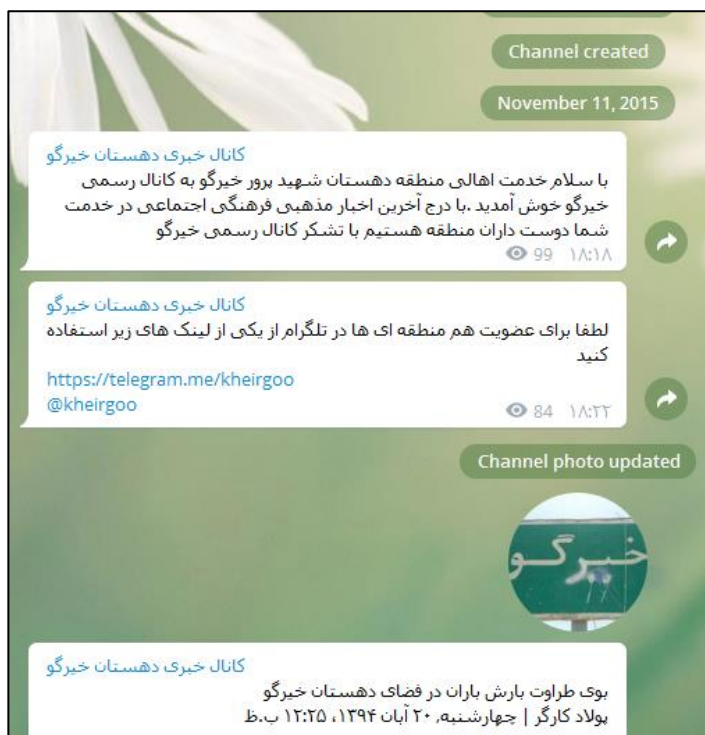 Channel created
November 11, 2015
کانال خبری دهستان خیرگو
با سلام خدمت اهالی منطقه دهستان شهید پرور خیرگو به کانال رسمی
خیرگو خوش آمدید .با درج آخرین اخبار مذهبی فرهنگی اجتماعی در خدمت
شما دوست داران منطقه هستیم با تشکر کانال رسمی خیرگو
99 ۱۸:۱۸
کانال خبری دهستان خیرگو
لطفا برای عضویت هم منطقه ای ها در تلگرام از یکی از لینک های زیر استفاده
کنید
https://telegram.me/kheirgoo
@kheirgoo
84 ۱۸:۲۲
Channel photo updated
خیرگو
کانال خبری دهستان خیرگو
بوی طراوت بارش باران در فضای دهستان خیرگو
پولاد کارگر | چهارشنبه, ۲۰ آبان ۱۳۹۴، ۱۲:۲۵ ب.ظ